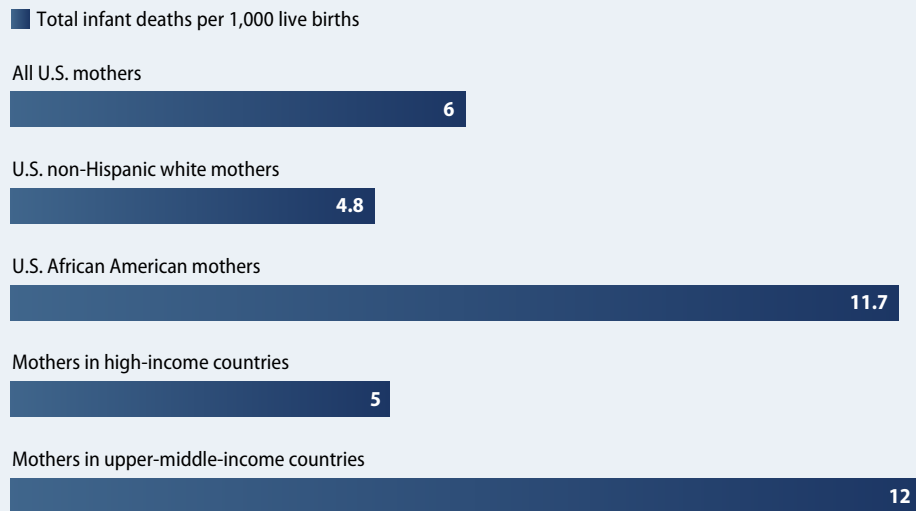 Total infant deaths per 1,000 live births
All U.S. mothers
6
U.S. non-Hispanic white mothers
4.8
U.S. African American mothers
11.7
Mothers in high-income countries
5
Mothers in upper-middle-income countries
12